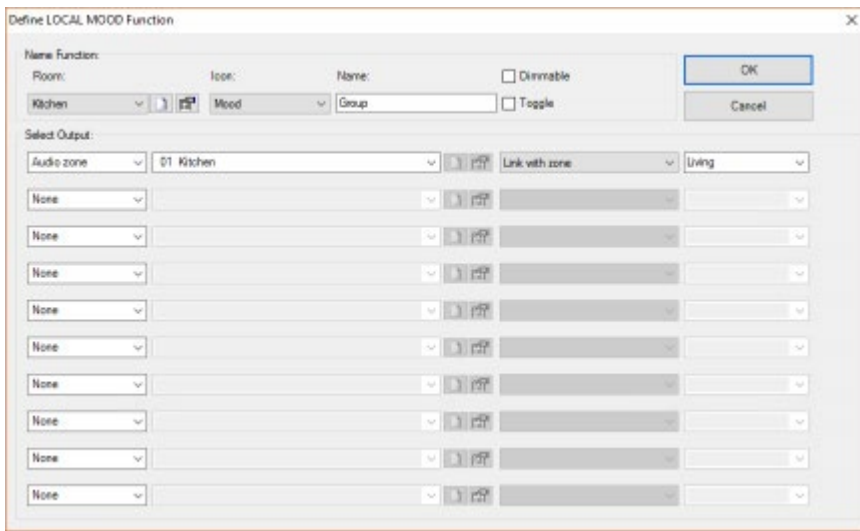 Define LOCAL MOOD Function
Name Function:
Room: Icon: Name: Dimmable OK
Kitchen Mood Group Toggle Cancel
Select Output:
Audio zone 01 Kitchen Link with zone Living
None
None
None
None
None
None
None
None
None